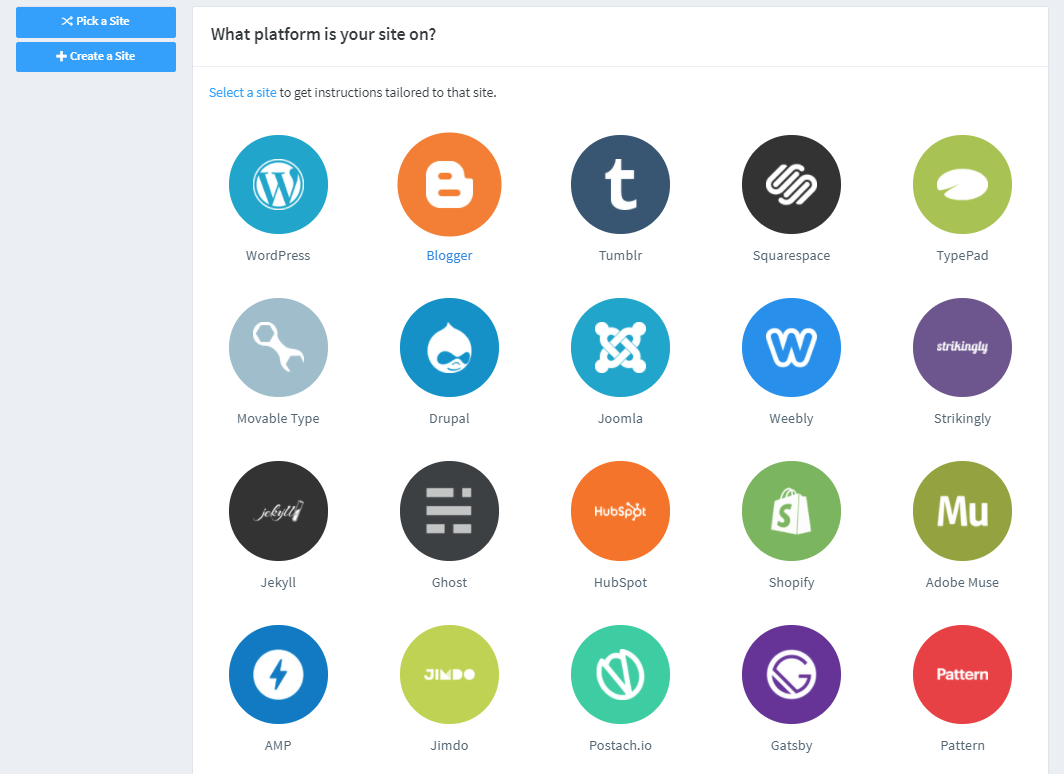 Pick a Site
Create a Site
What platform is your site on?
Select a site to get instructions tailored to that site.
WordPress Blogger Tumblr Squarespace TypePad
strikingly
Movable Type Drupal Joomla Weebly Strikingly
jekyll HubSpot S Mu
Jekyll Ghost HubSpot Shopify Adobe Muse
JIMDO G Pattern
AMP Jimdo Postach.io Gatsby Pattern